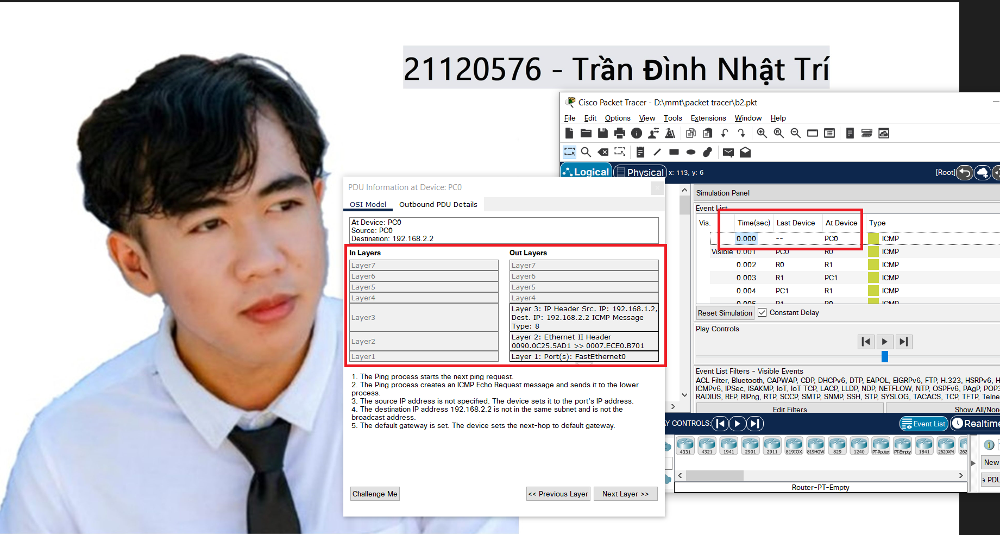 21120576 - Trần Đình Nhật Trí
Cisco Packet Tracer - D:\mmt\packet tracer\b2.pkt
File Edit Options View Tools Extensions Window Help
Logical Physical x: 113, y: 6 [Root]
PDU Information at Device: PC0
OSI Model Outbound PDU Details
At Device: PC0
Source: PC0
Destination: 192.168.2.2
In Layers Out Layers
Layer7 Layer7
Layer6 Layer6
Layer5 Layer5
Layer4 Layer4
Layer3
Layer 3: IP Header Src. IP: 192.168.1.2,
Dest. IP: 192.168.2.2 ICMP Message
Type: 8
Layer2
Layer 2: Ethernet II Header
0090.0C25.5AD1 >> 0007.ECE0.B701
Layer1 Layer 1: Port(s): FastEthernet0
1. The Ping process starts the next ping request.
2. The Ping process creates an ICMP Echo Request message and sends it to the lower
process.
3. The source IP address is not specified. The device sets it to the port's IP address.
4. The destination IP address 192.168.2.2 is not in the same subnet and is not the
broadcast address.
5. The default gateway is set. The device sets the next-hop to default gateway.
Challenge Me << Previous Layer Next Layer >>
Simulation Panel
Event List
Vis. Time(sec) Last Device At Device Type
0.000 -- PC0 ICMP
Visible 0.001 PC0 R0 ICMP
0.002 R0 R1 ICMP
0.003 R1 PC1 ICMP
0.004 PC1 R1 ICMP
0.005 R1 R0 ICMP
Reset Simulation Constant Delay
Play Controls
Event List Filters - Visible Events
ACL Filter, Bluetooth, CAPWAP, CDP, DHCPv6, DTP, EAPOL, EIGRPv6, FTP, H.323, HSRPv6, H
ICMPv6, IPSec, ISAKMP, IoT, IoT TCP, LACP, LLDP, NDP, NETFLOW, NTP, OSPFv6, PAgP, POP3
RADIUS, REP, RIPng, RTP, SCCP, SMTP, SNMP, SSH, STP, SYSLOG, TACACS, TCP, TFTP, Telne
Edit Filters Show All/Non
AY CONTROLS: Event List Realtime
4331 4321 1941 2901 2911 819IOX 819HGW 829 1240 PT-Router PT-Empty 1841 2620XM 262
New
e PDU
Router-PT-Empty